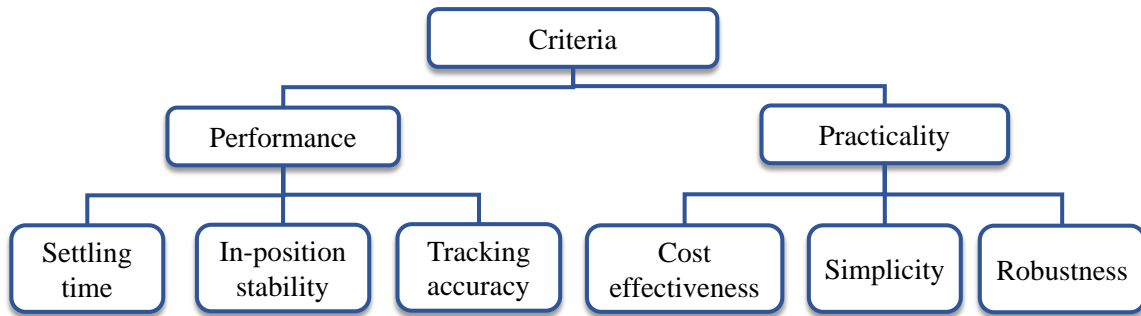 Criteria
Performance
Practicality
Settling
time
In-position
stability
Tracking
accuracy
Cost
effectiveness
Simplicity
Robustness